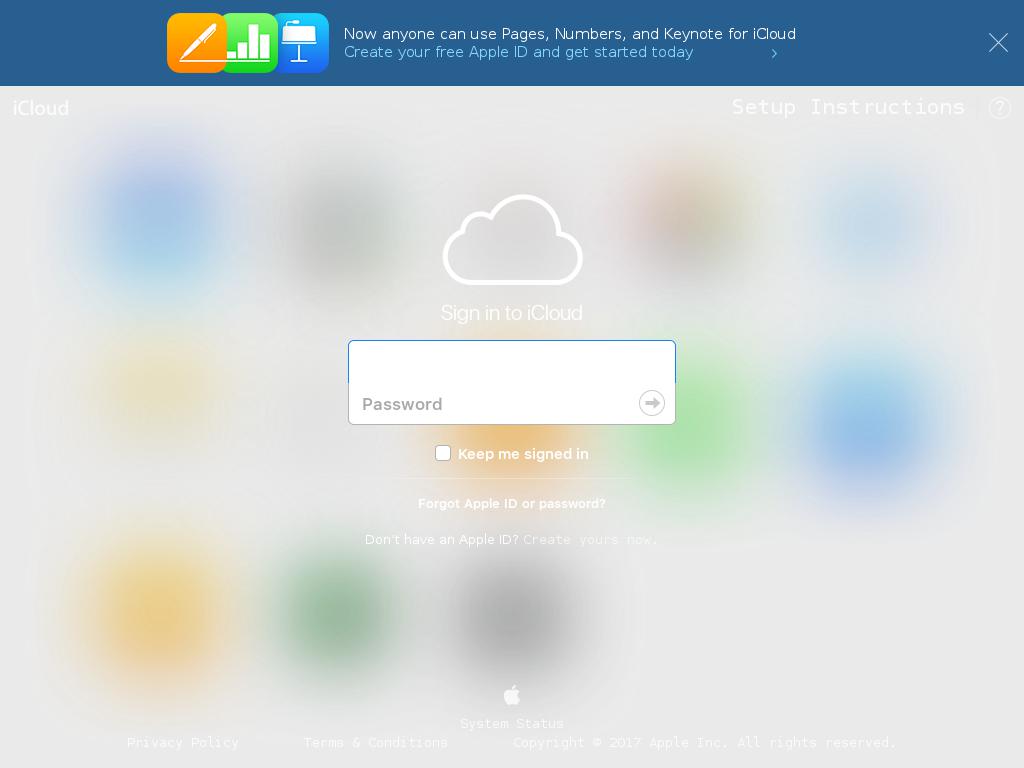 Now anyone can use Pages, Numbers, and Keynote for iCloud
Create your free Apple ID and get started today
iCloud
Setup Instructions
Sign in to iCloud
Password
Keep me signed in
Forgot Apple ID or password?
Don't have an Apple ID? Create yours now.
System Status
Privacy Policy
Terms & Conditions
Copyright © 2017 Apple Inc. All rights reserved.